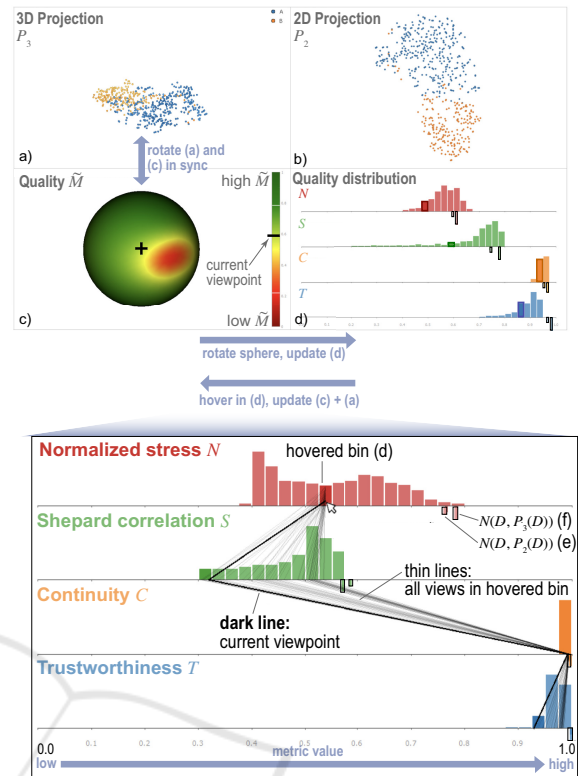 3D Projection
P3
A
B
2D Projection
P2
a)
rotate (a) and
(c) in sync
b)
Quality M̃
high M̃
current
viewpoint
low M̃
c)
Quality distribution
N
S
C
T
d)
rotate sphere, update (d)
hover in (d), update (c) + (a)
Normalized stress N
hovered bin (d)
N(D, P3(D)) (f)
N(D, P2(D)) (e)
Shepard correlation S
thin lines:
all views in hovered bin
dark line:
current viewpoint
Continuity C
Trustworthiness T
0.0 0.1 0.2 0.3 0.4 0.5 0.6 0.7 0.8 0.9 1.0
low metric value high